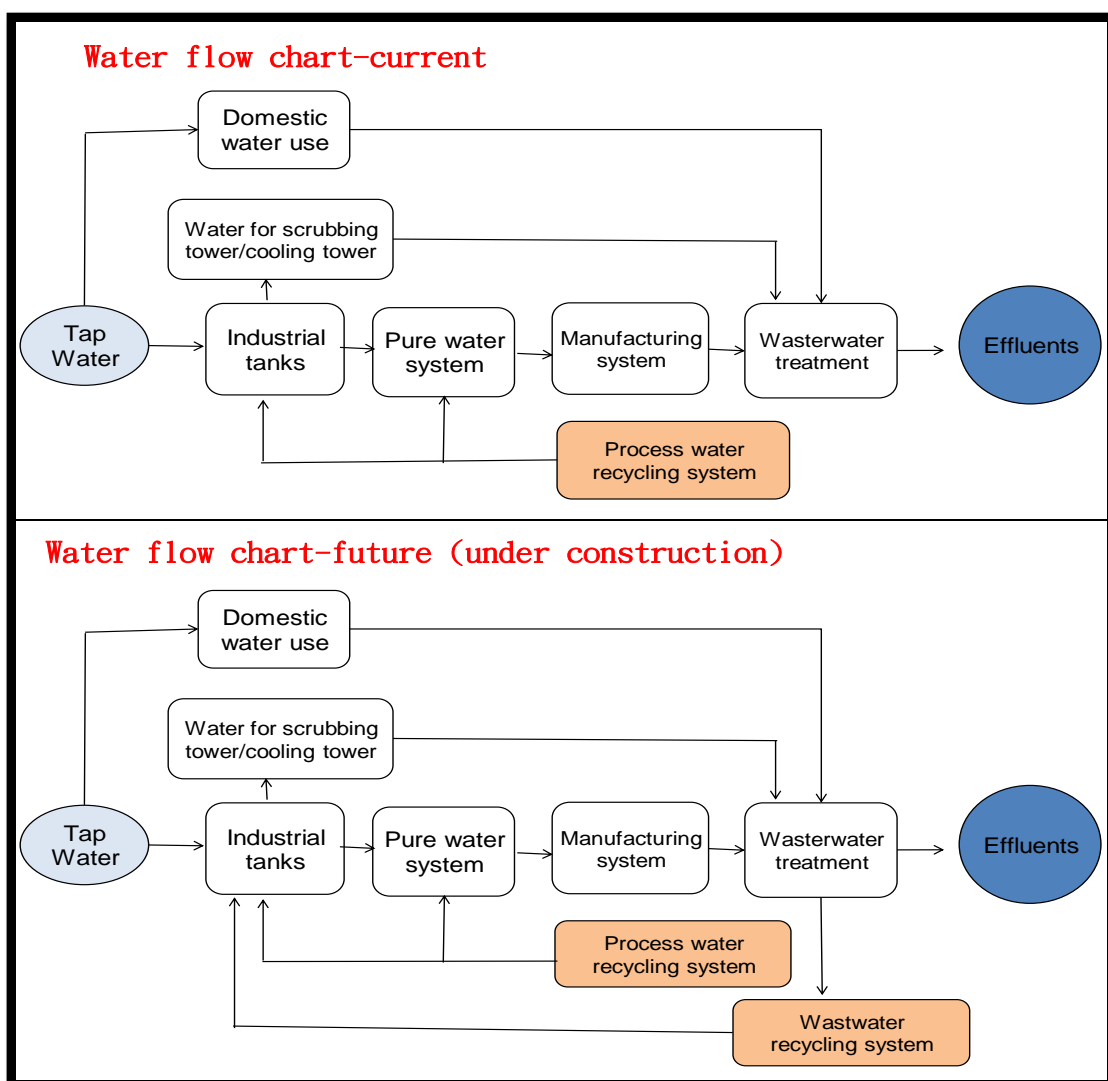 Water flow chart-current
Domestic
water use
Water for scrubbing
tower/cooling tower
Tap
Water
Industrial
tanks
Pure water
system
Manufacturing
system
Wasterwater
treatment
Effluents
Process water
recycling system
Water flow chart-future (under construction)
Domestic
water use
Water for scrubbing
tower/cooling tower
Tap
Water
Industrial
tanks
Pure water
system
Manufacturing
system
Wasterwater
treatment
Effluents
Process water
recycling system
Wastwater
recycling system